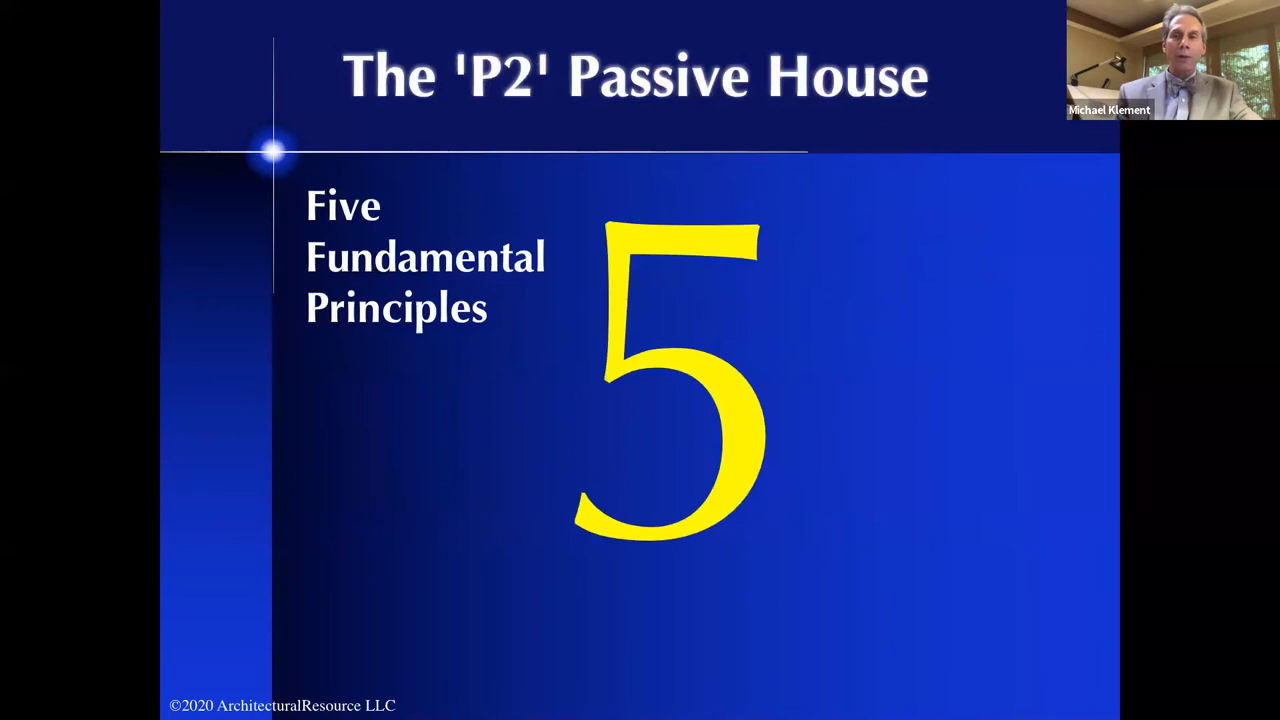 The 'P2' Passive House
Michael Klement
Five
Fundamental
Principles
5
©2020 ArchitecturalResource LLC